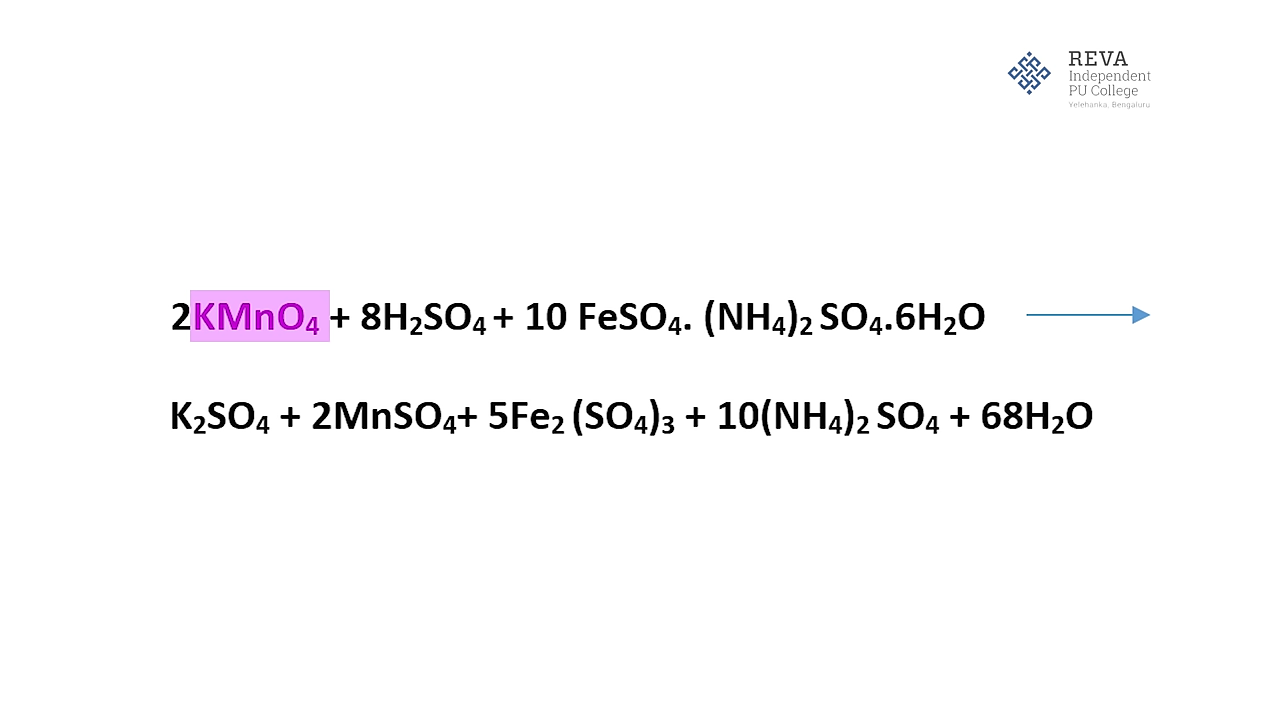 REVA
Independent
PU College
Yelehanka, Bengaluru
2KMnO₄ + 8H₂SO₄ + 10 FeSO₄. (NH₄)₂ SO₄.6H₂O
K₂SO₄ + 2MnSO₄+ 5Fe₂ (SO₄)₃ + 10(NH₄)₂ SO₄ + 68H₂O